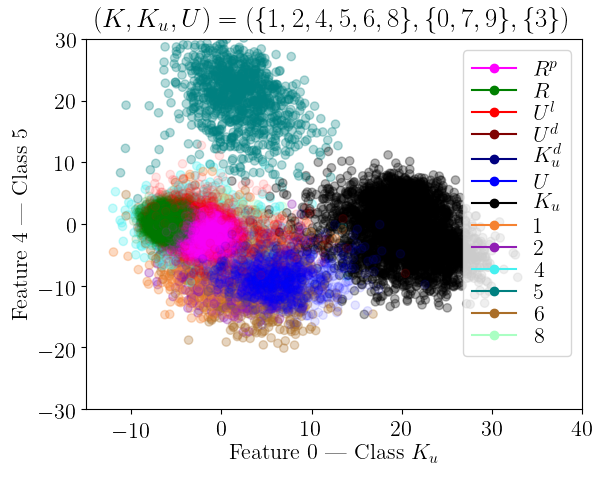 (K, K_u, U) = ({1, 2, 4, 5, 6, 8}, {0, 7, 9}, {3})
30
20
10
0
−10
−20
−30
Feature 4 — Class 5
−10
0
10
20
30
40
Feature 0 — Class K_u
R^p
R
U^l
U^d
K_u^d
U
K_u
1
2
4
5
6
8